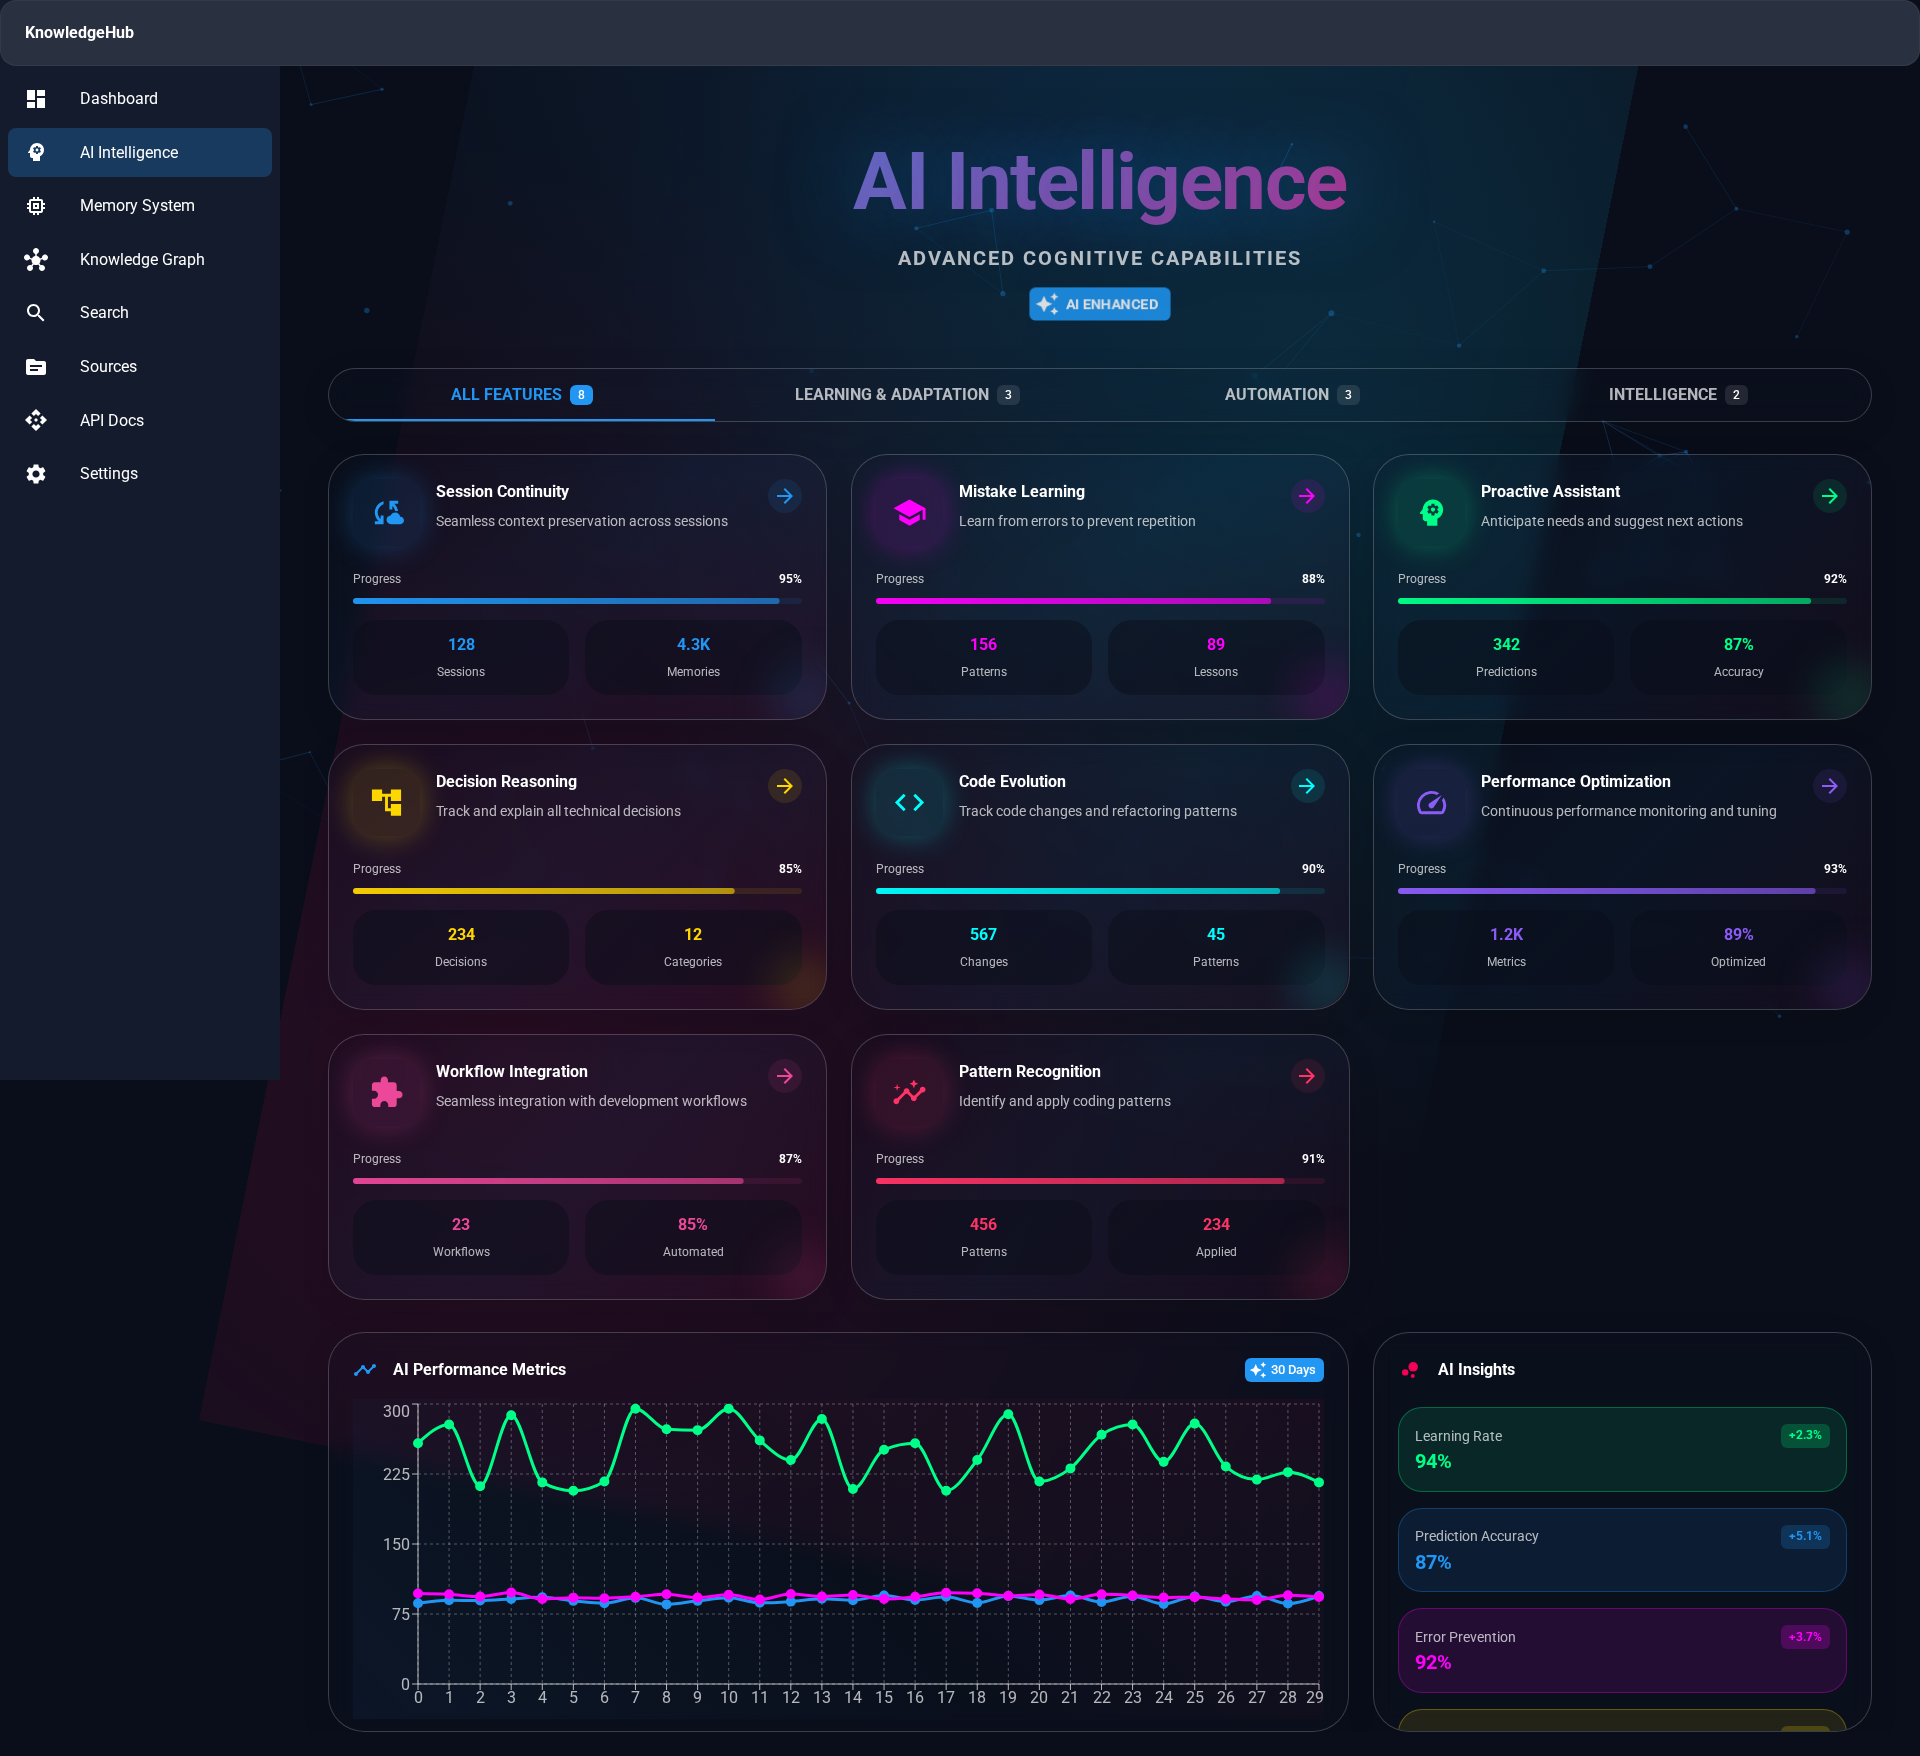 KnowledgeHub
Dashboard
AI Intelligence
Memory System
Knowledge Graph
Search
Sources
API Docs
Settings
AI Intelligence
ADVANCED COGNITIVE CAPABILITIES
AI ENHANCED
ALL FEATURES 8
LEARNING & ADAPTATION 3
AUTOMATION 3
INTELLIGENCE 2
Session Continuity
Seamless context preservation across sessions
Progress 95%
128 4.3K
Sessions Memories
Mistake Learning
Learn from errors to prevent repetition
Progress 88%
156 89
Patterns Lessons
Proactive Assistant
Anticipate needs and suggest next actions
Progress 92%
342 87%
Predictions Accuracy
Decision Reasoning
Track and explain all technical decisions
Progress 85%
234 12
Decisions Categories
Code Evolution
Track code changes and refactoring patterns
Progress 90%
567 45
Changes Patterns
Performance Optimization
Continuous performance monitoring and tuning
Progress 93%
1.2K 89%
Metrics Optimized
Workflow Integration
Seamless integration with development workflows
Progress 87%
23 85%
Workflows Automated
Pattern Recognition
Identify and apply coding patterns
Progress 91%
456 234
Patterns Applied
AI Performance Metrics
30 Days
300
225
150
75
0
0 1 2 3 4 5 6 7 8 9 10 11 12 13 14 15 16 17 18 19 20 21 22 23 24 25 26 27 28 29
AI Insights
Learning Rate +2.3%
94%
Prediction Accuracy +5.1%
87%
Error Prevention +3.7%
92%